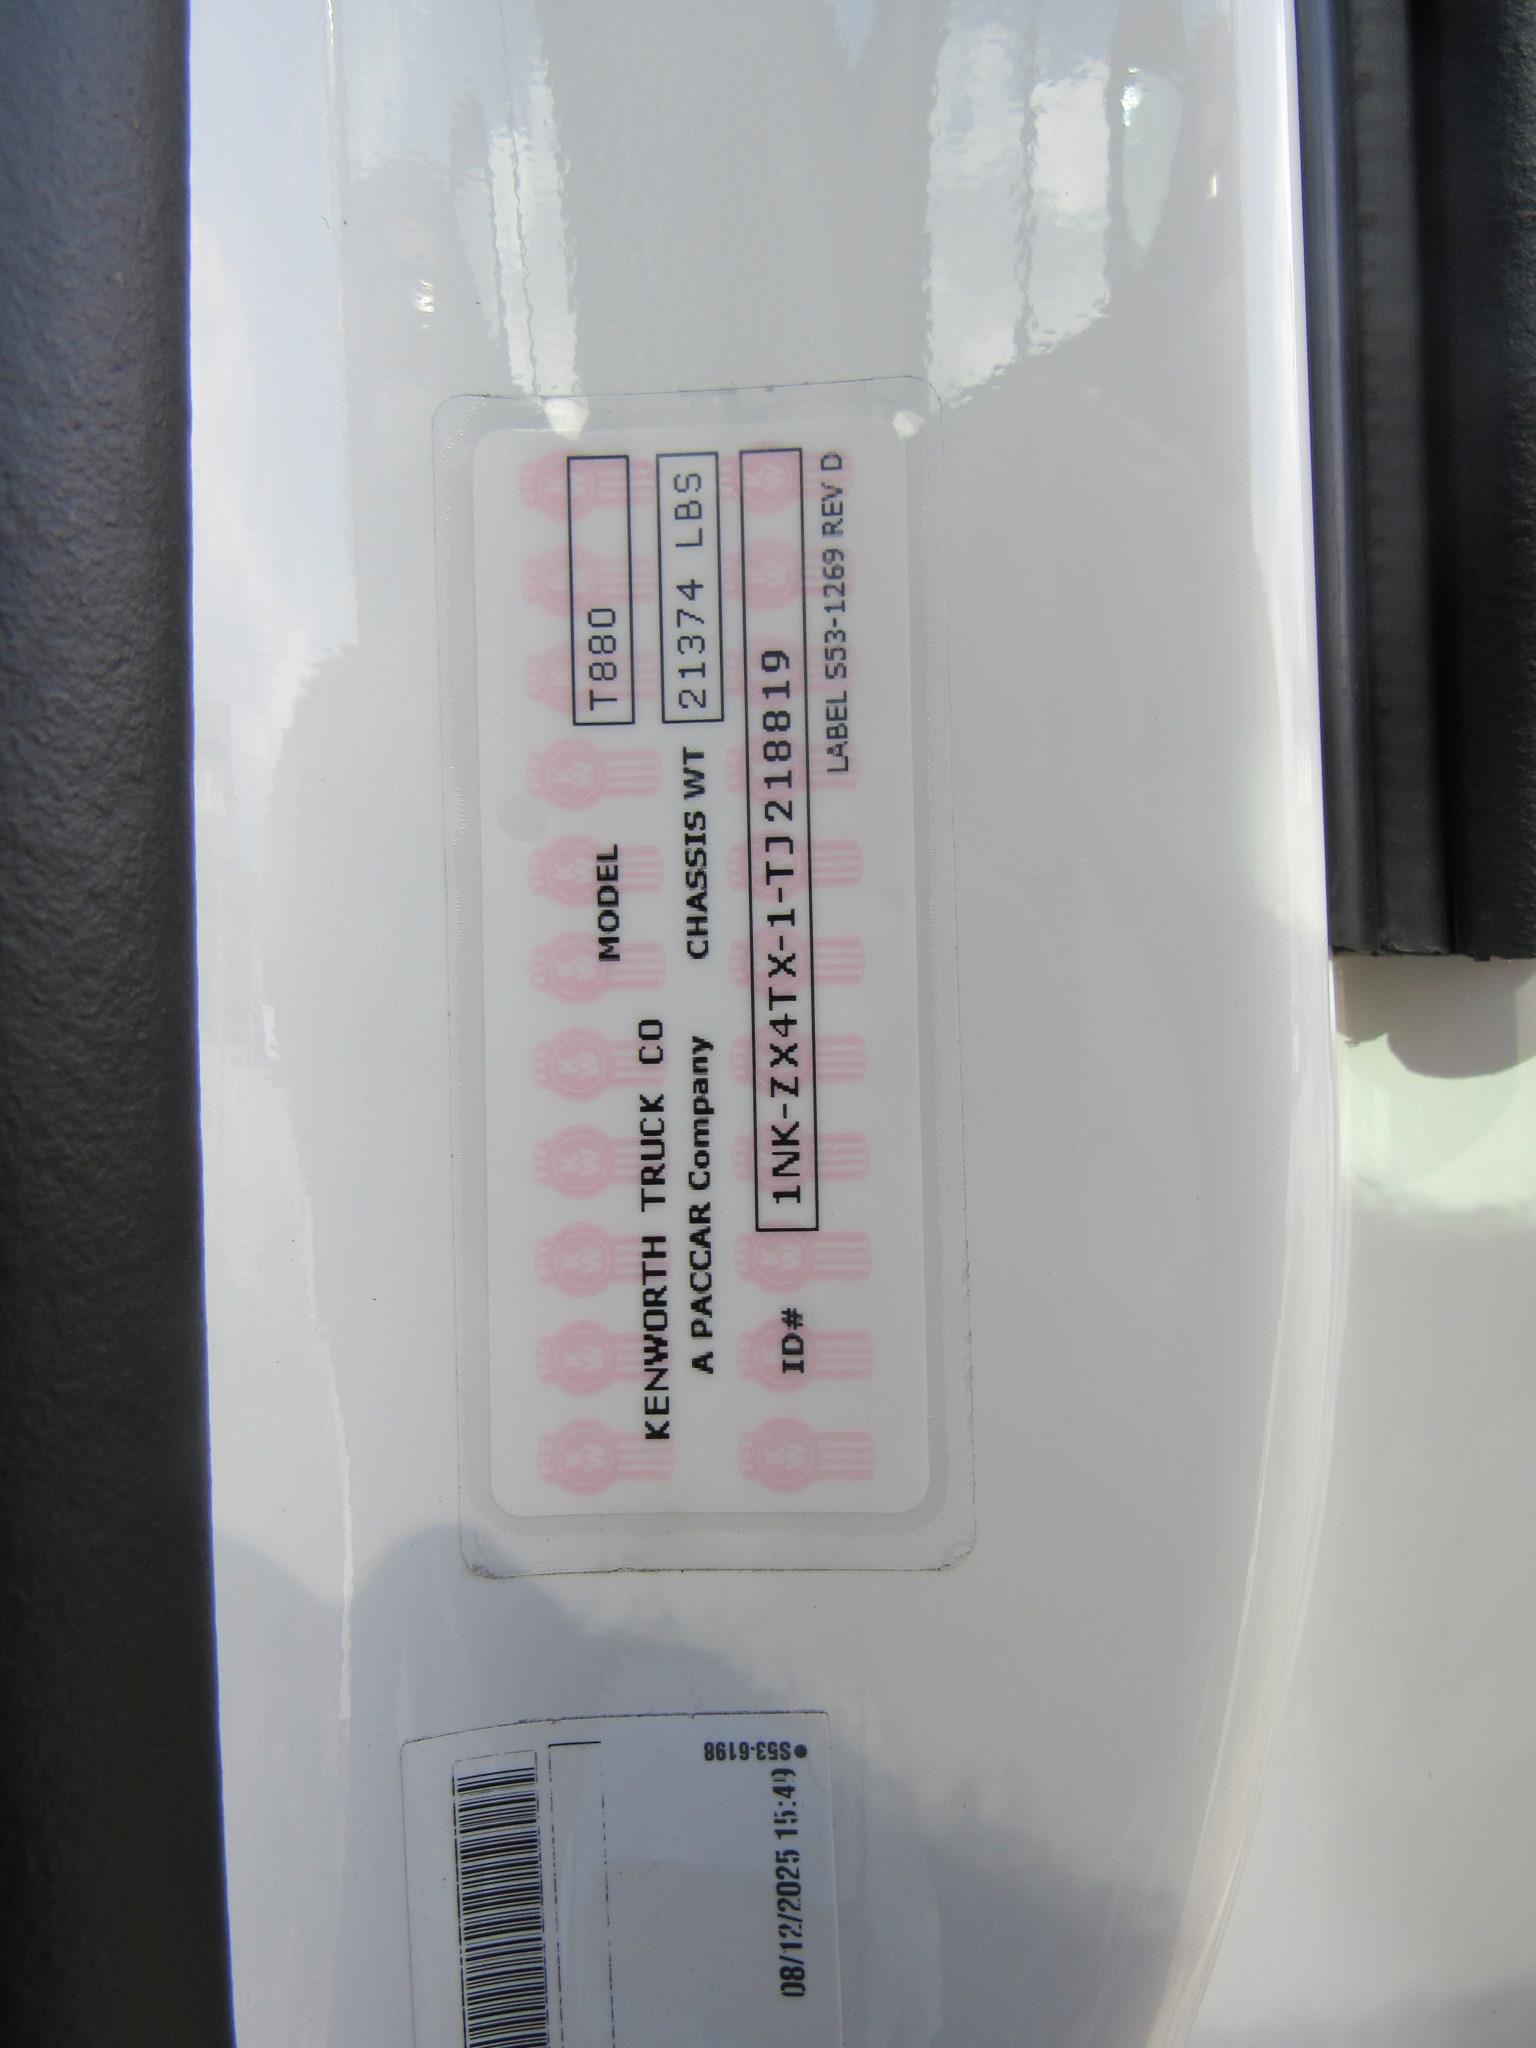 MODEL T880
KENWORTH TRUCK CO
A PACCAR Company CHASSIS WT 21374 LBS
ID# 1NK-ZX4TX-1-TJ218819
LABEL S53-1269 REV D
08/12/2025 15:49
●S53-6198